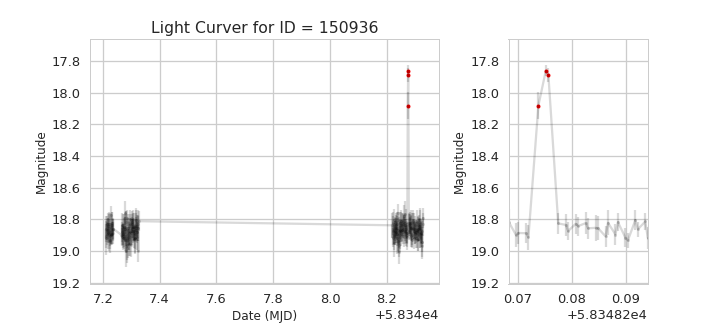 Light Curver for ID = 150936
Magnitude
17.8
18.0
18.2
18.4
18.6
18.8
19.0
19.2
7.2 7.4 7.6 7.8 8.0 8.2
Date (MJD) +5.834e4
Magnitude
17.8
18.0
18.2
18.4
18.6
18.8
19.0
19.2
0.07 0.08 0.09
+5.83482e4